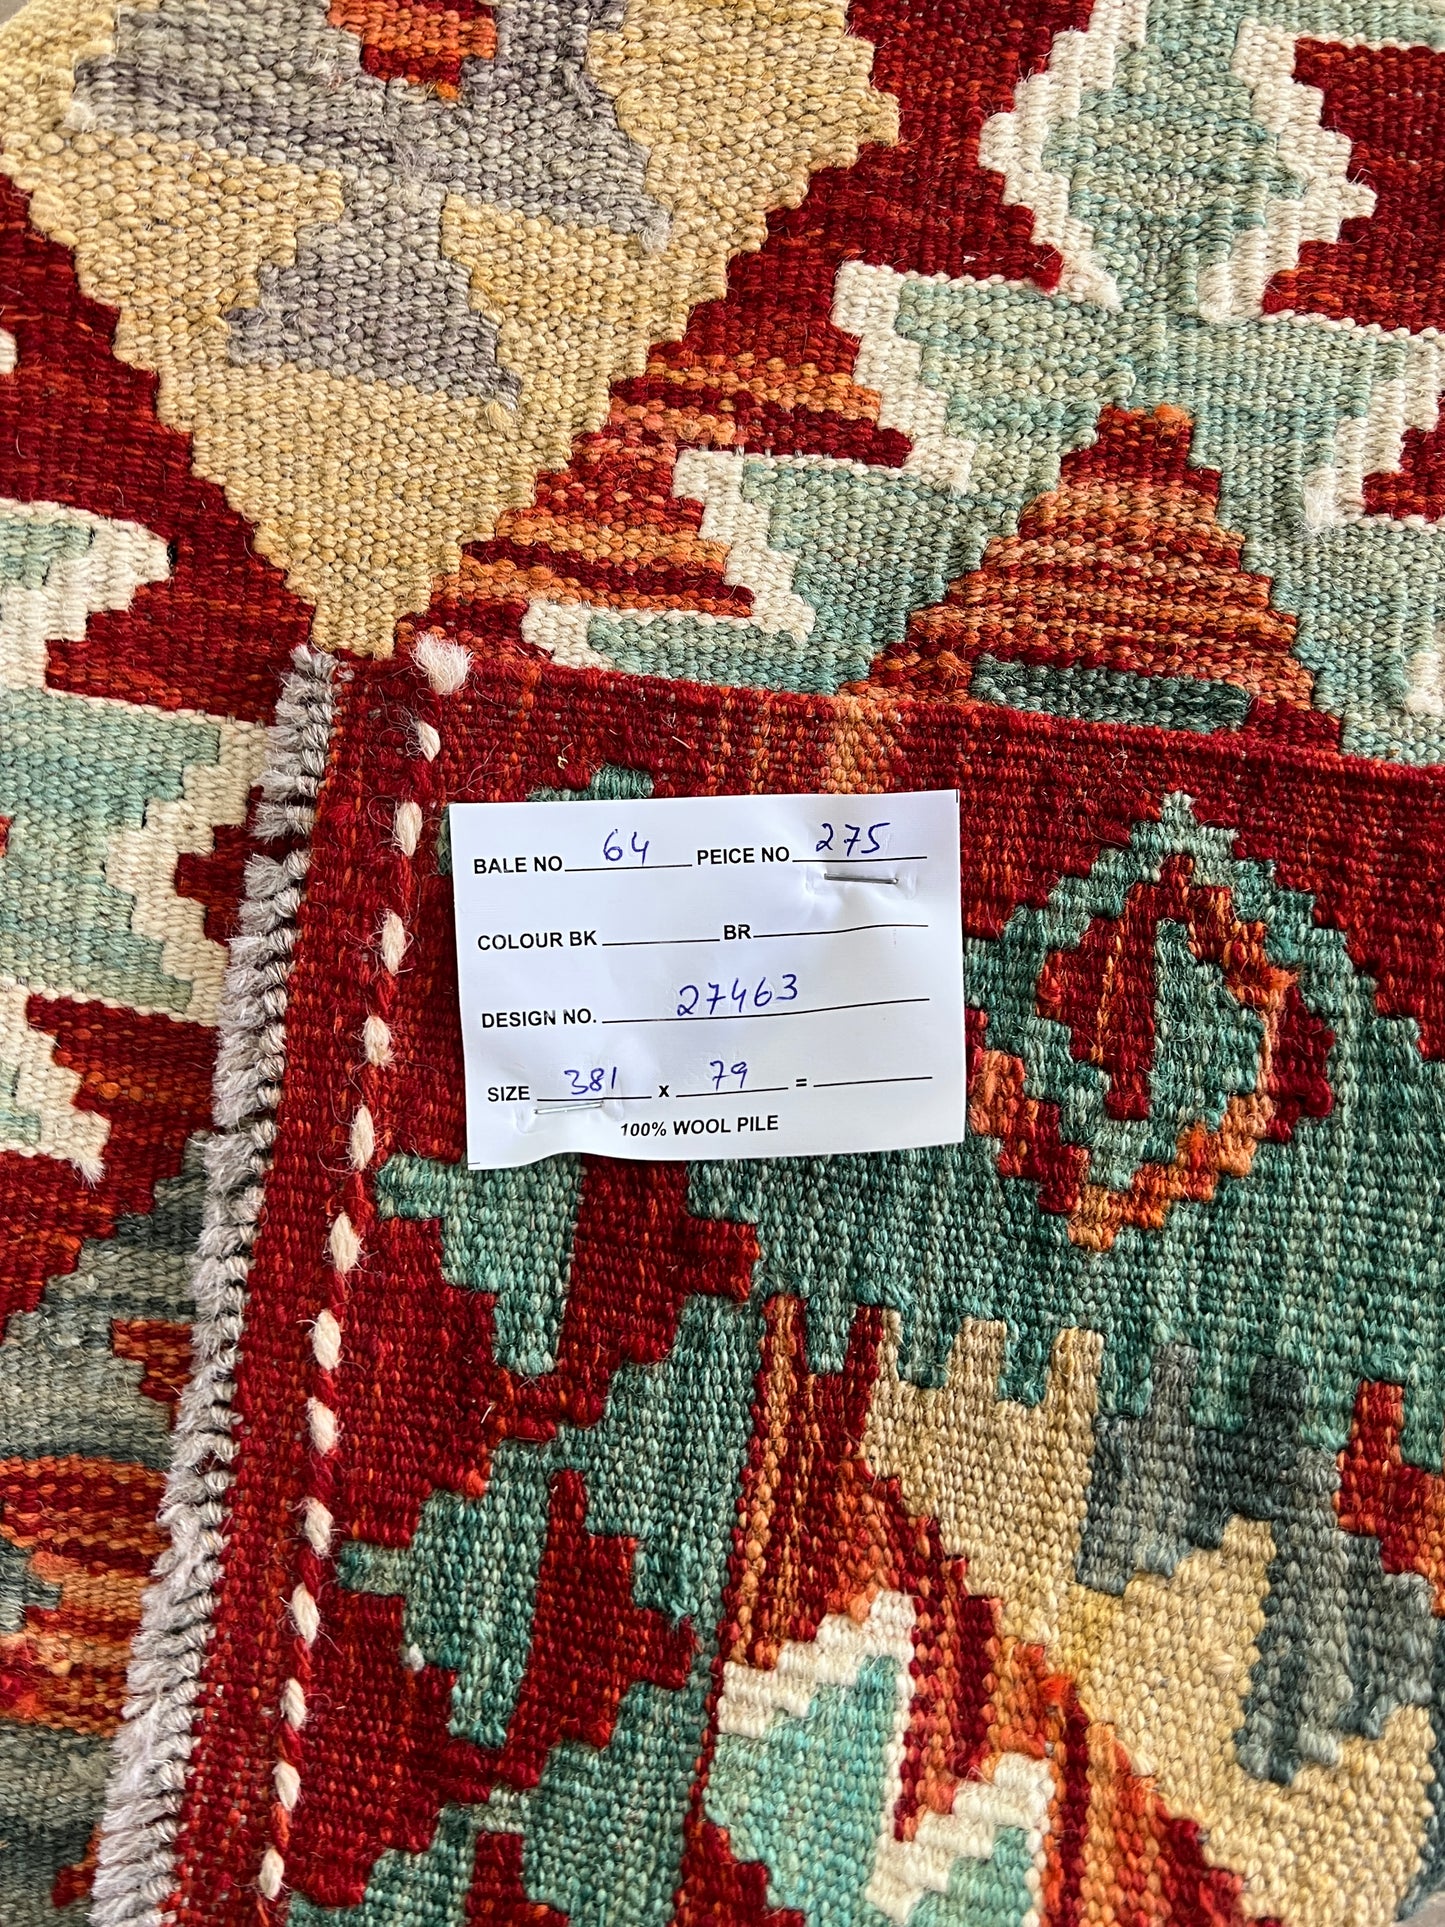 BALE NO 64 PEICE NO 275
COLOUR BK BR
DESIGN NO. 27463
SIZE 381 x 79 =
100% WOOL PILE